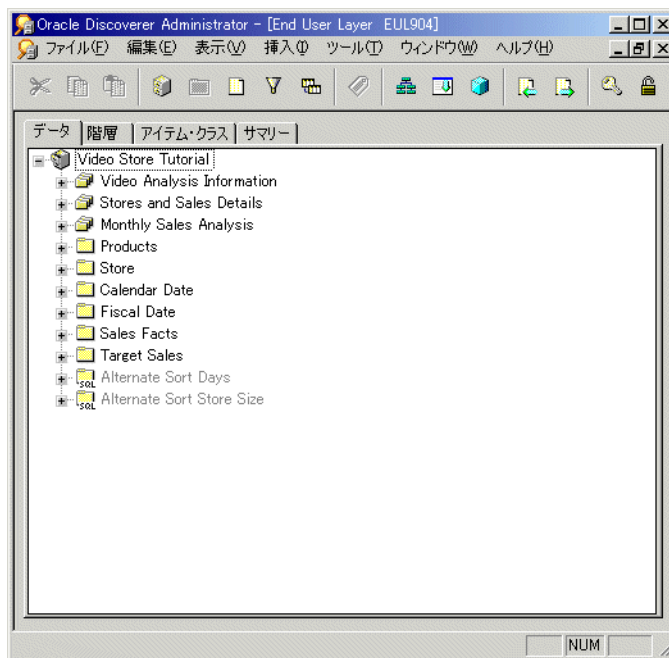 Oracle Discoverer Administrator - [End User Layer EUL904]
ファイル(F) 編集(E) 表示(V) 挿入(I) ツール(T) ウィンドウ(W) ヘルプ(H)
データ 階層 アイテム・クラス サマリー
Video Store Tutorial
Video Analysis Information
Stores and Sales Details
Monthly Sales Analysis
Products
Store
Calendar Date
Fiscal Date
Sales Facts
Target Sales
SQL Alternate Sort Days
SQL Alternate Sort Store Size
NUM